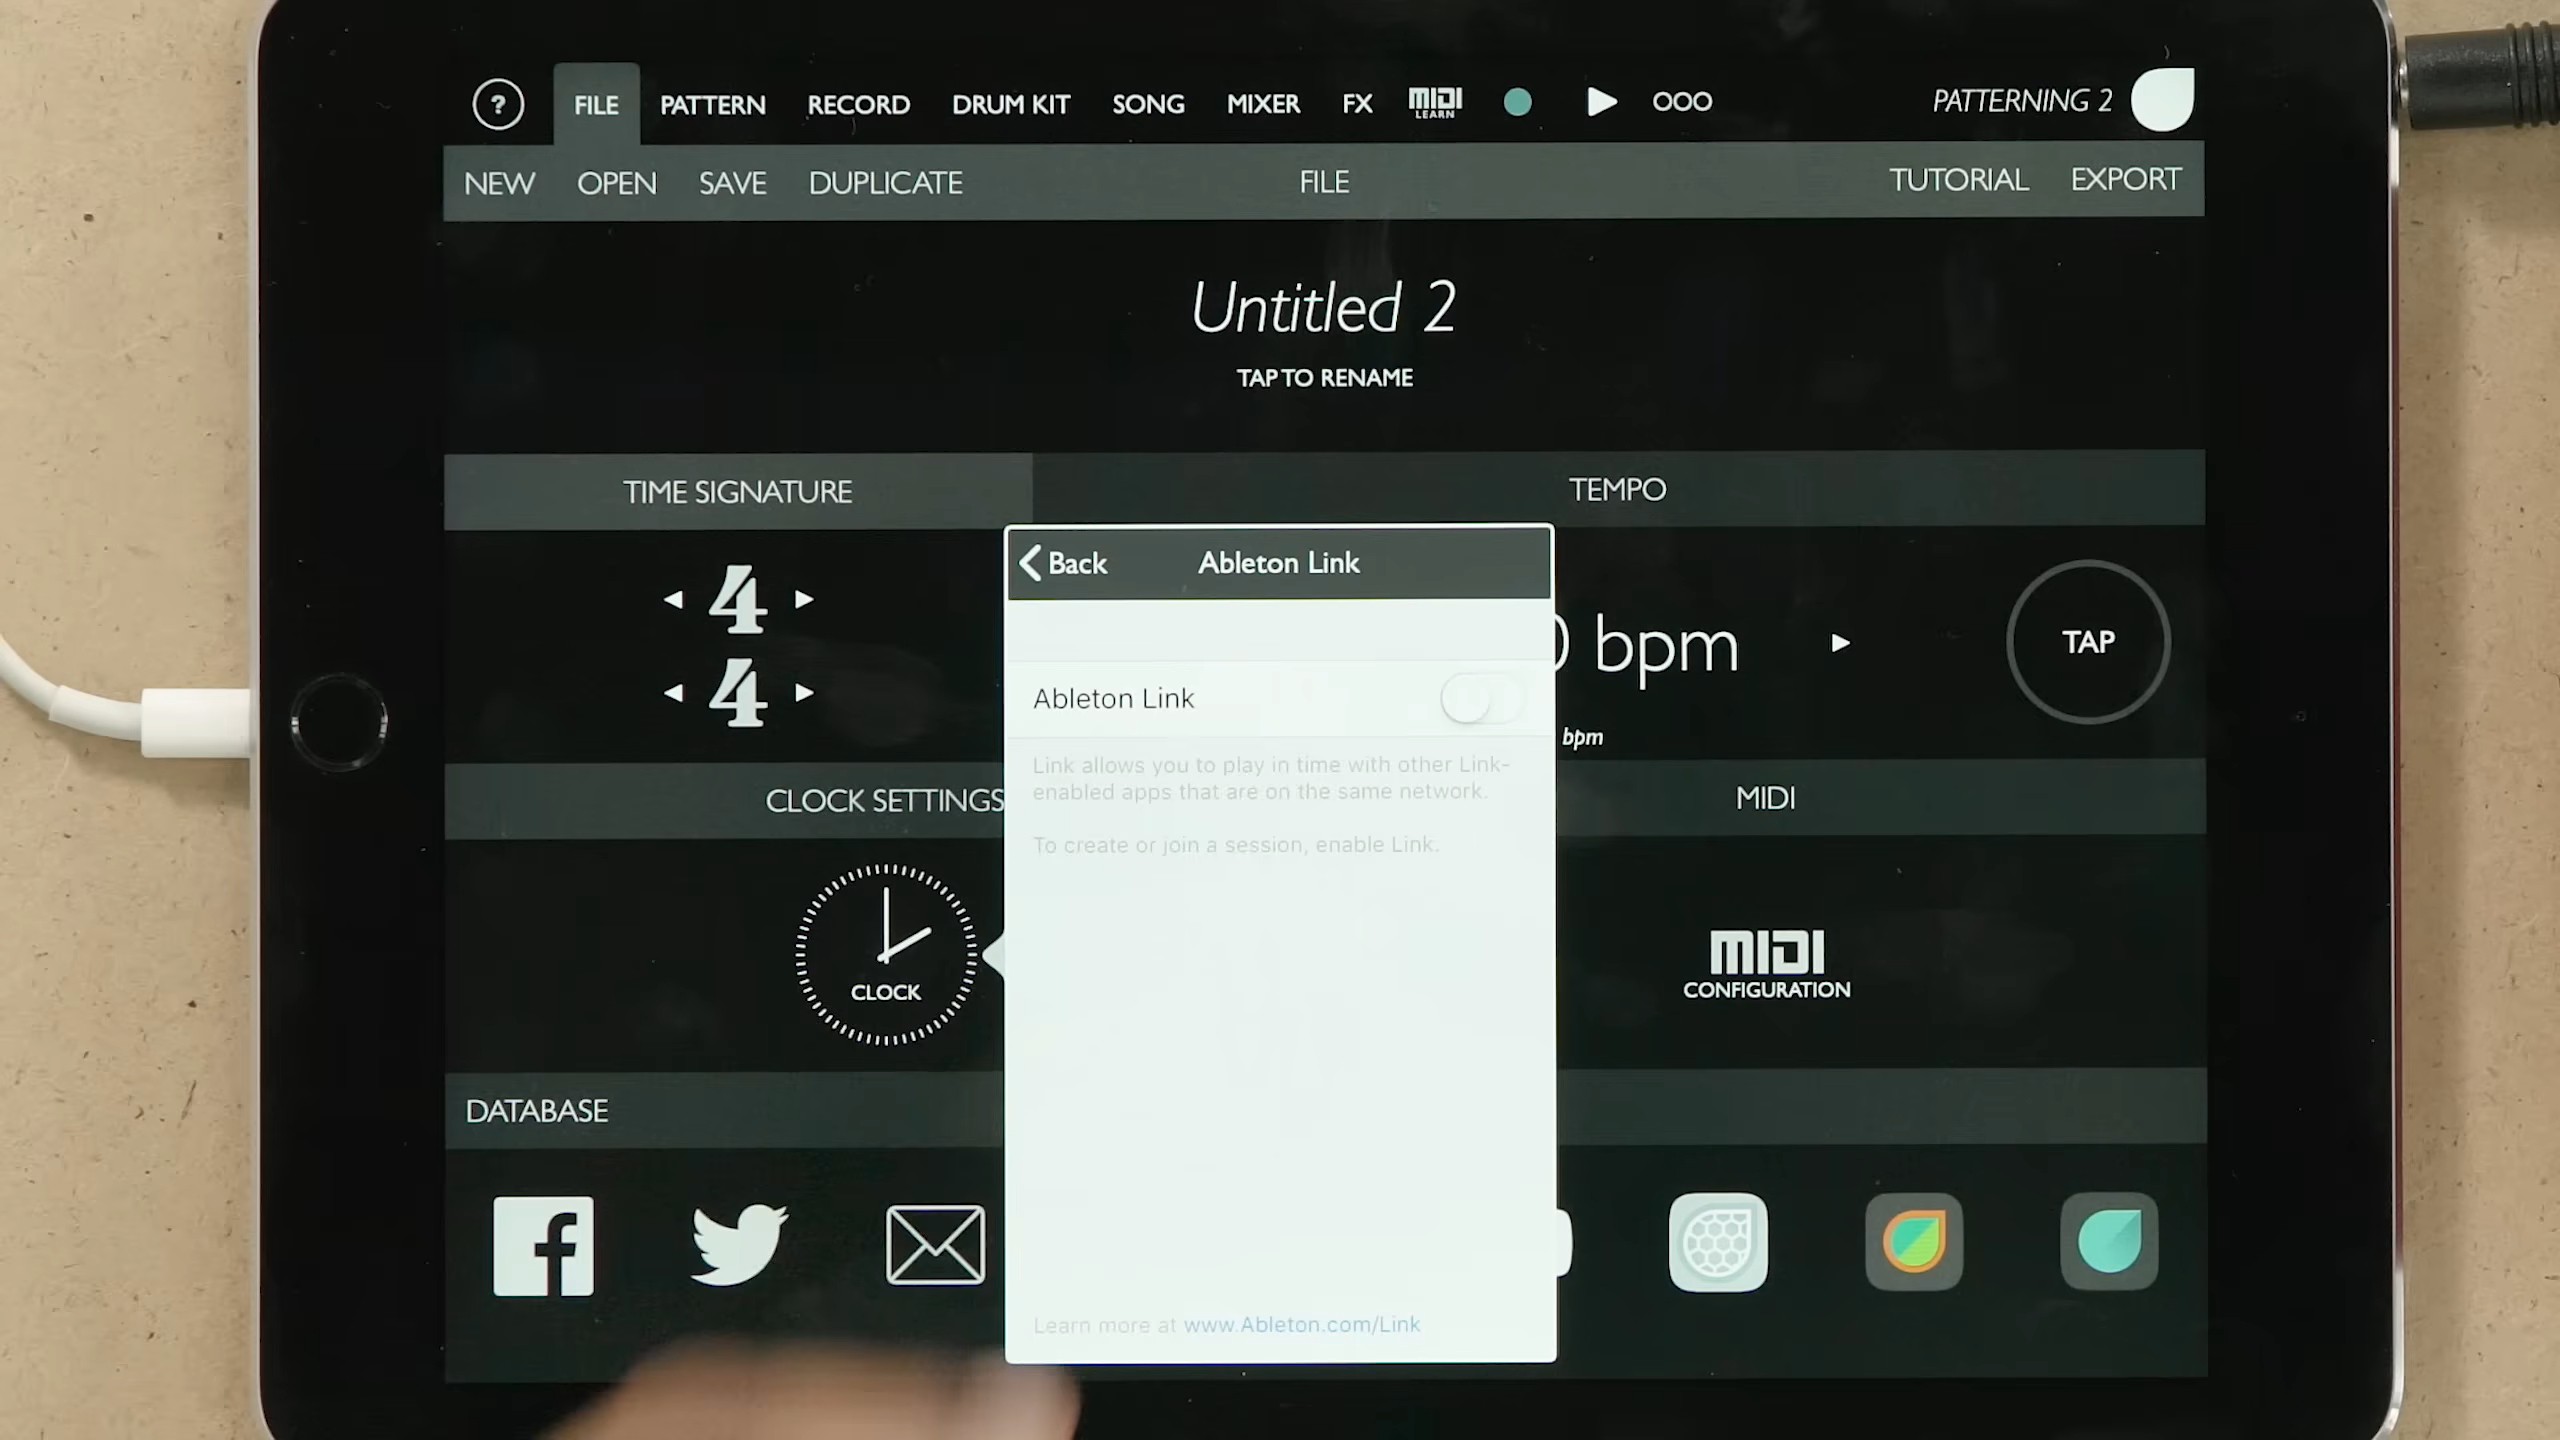 ?
FILE
PATTERN
RECORD
DRUM KIT
SONG
MIXER
FX
MIDI
LEARN
PATTERNING 2
NEW
OPEN
SAVE
DUPLICATE
FILE
TUTORIAL
EXPORT
Untitled 2
TAP TO RENAME
TIME SIGNATURE
TEMPO
4
4
bpm
bpm
TAP
Back
Ableton Link
Ableton Link
Link allows you to play in time with other Link-
enabled apps that are on the same network.
To create or join a session, enable Link.
Learn more at www.Ableton.com/Link
CLOCK SETTINGS
CLOCK
MIDI
MIDI
CONFIGURATION
DATABASE